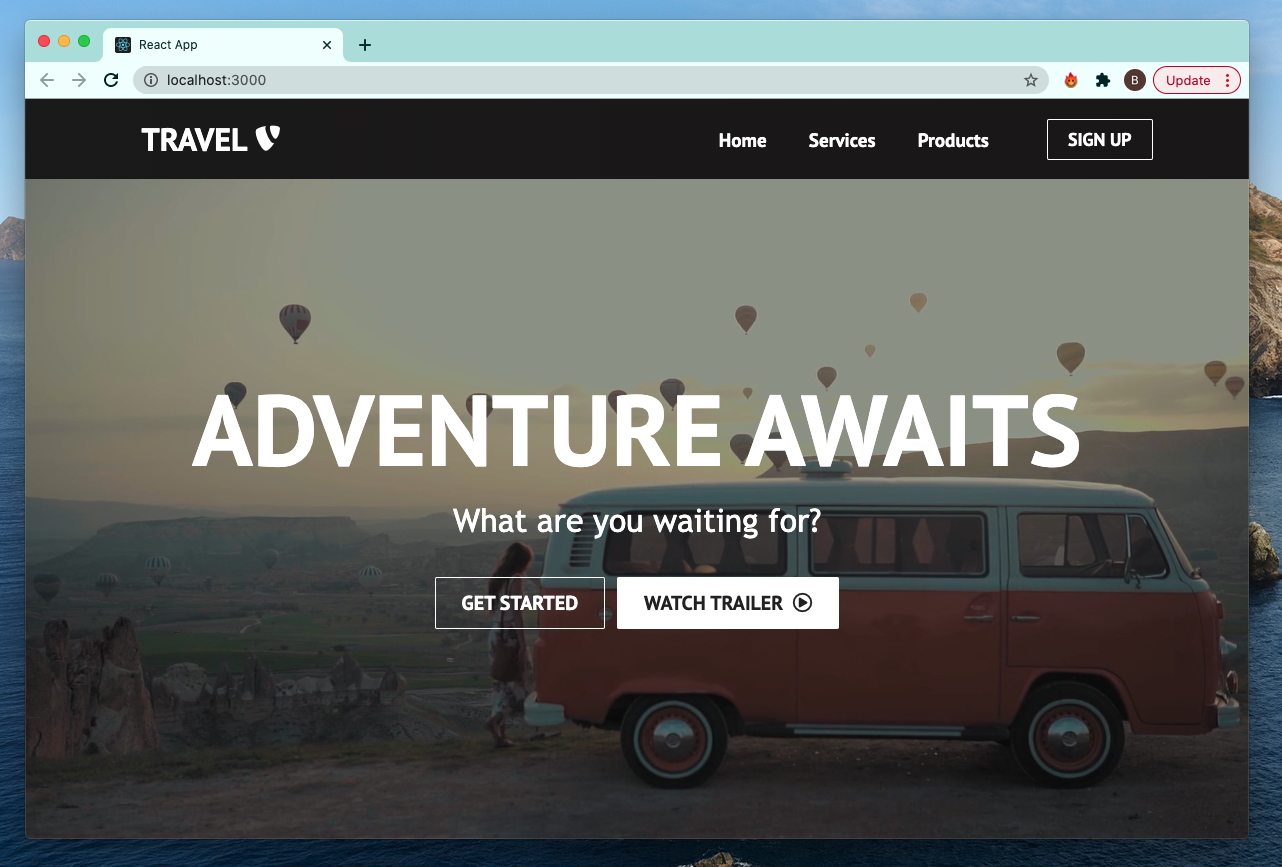 React App
localhost:3000
B
Update
TRAVEL
Home Services Products SIGN UP
ADVENTURE AWAITS
What are you waiting for?
GET STARTED WATCH TRAILER